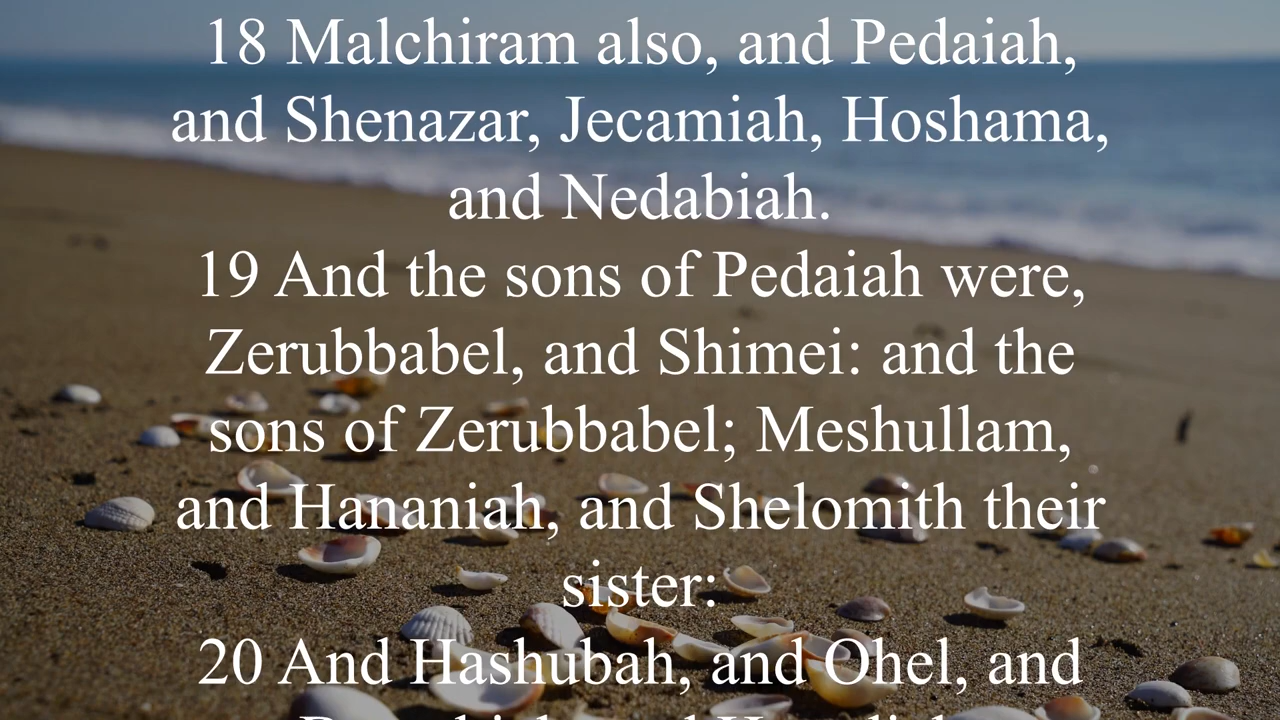 18 Malchiram also, and Pedaiah,
and Shenazar, Jecamiah, Hoshama,
and Nedabiah.
19 And the sons of Pedaiah were,
Zerubbabel, and Shimei: and the
sons of Zerubbabel; Meshullam,
and Hananiah, and Shelomith their
sister:
20 And Hashubah, and Ohel, and